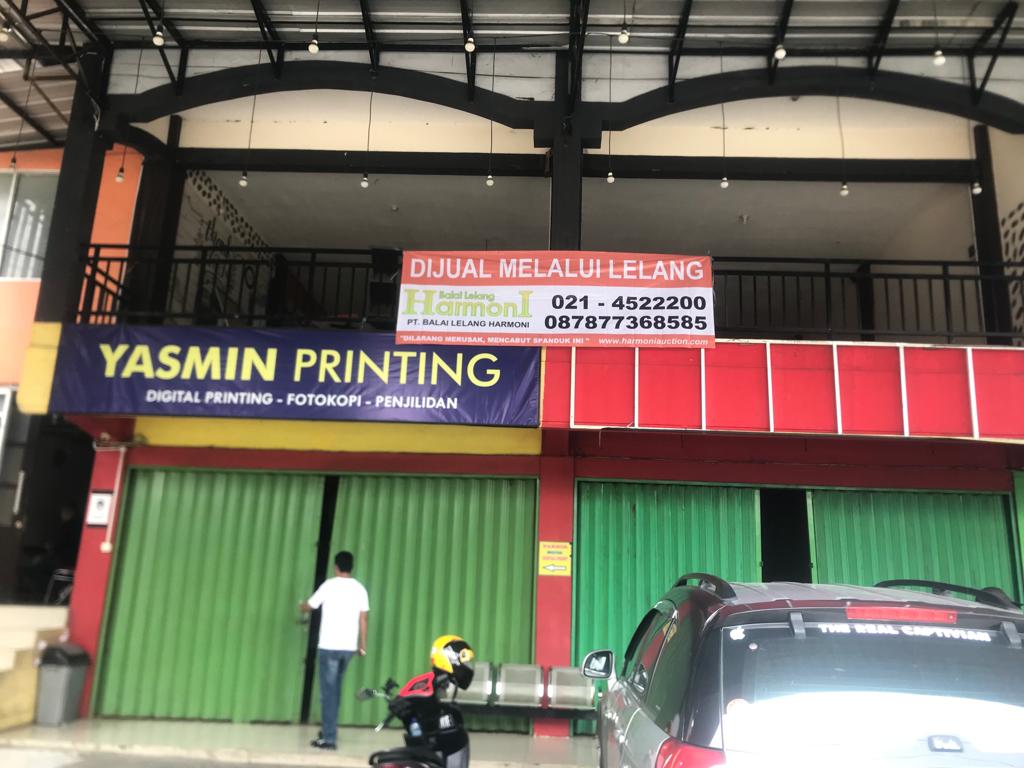 DIJUAL MELALUI LELANG
Balai Lelang
HarmonI
PT. BALAI LELANG HARMONI
021 - 4522200
087877368585
"DILARANG MERUSAK, MENCABUT SPANDUK INI " www.harmoniauction.com
YASMIN PRINTING
DIGITAL PRINTING - FOTOKOPI - PENJILIDAN
THE REAL CAPTIVIAN